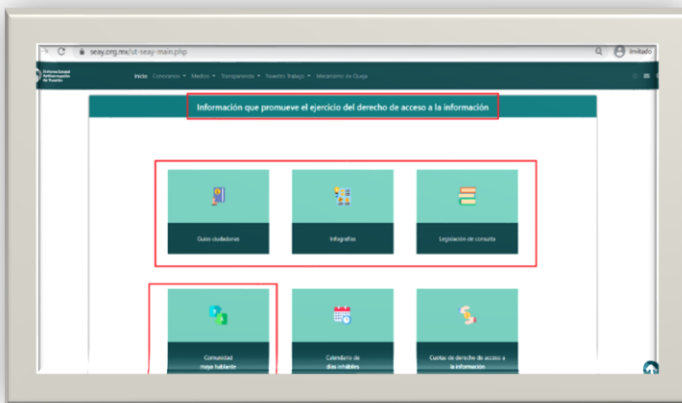 seay.org.mx/ut-seay-main.php
Invitado
Inicio Conócenos Medios Transparencia Nuestro Trabajo Mecanismo de Queja
Información que promueve el ejercicio del derecho de acceso a la información
Guías ciudadanas
Infografías
Legislación de consulta
Comunidad
maya hablante
Calendario de
días inhábiles
Cuotas de derecho de acceso a
la información